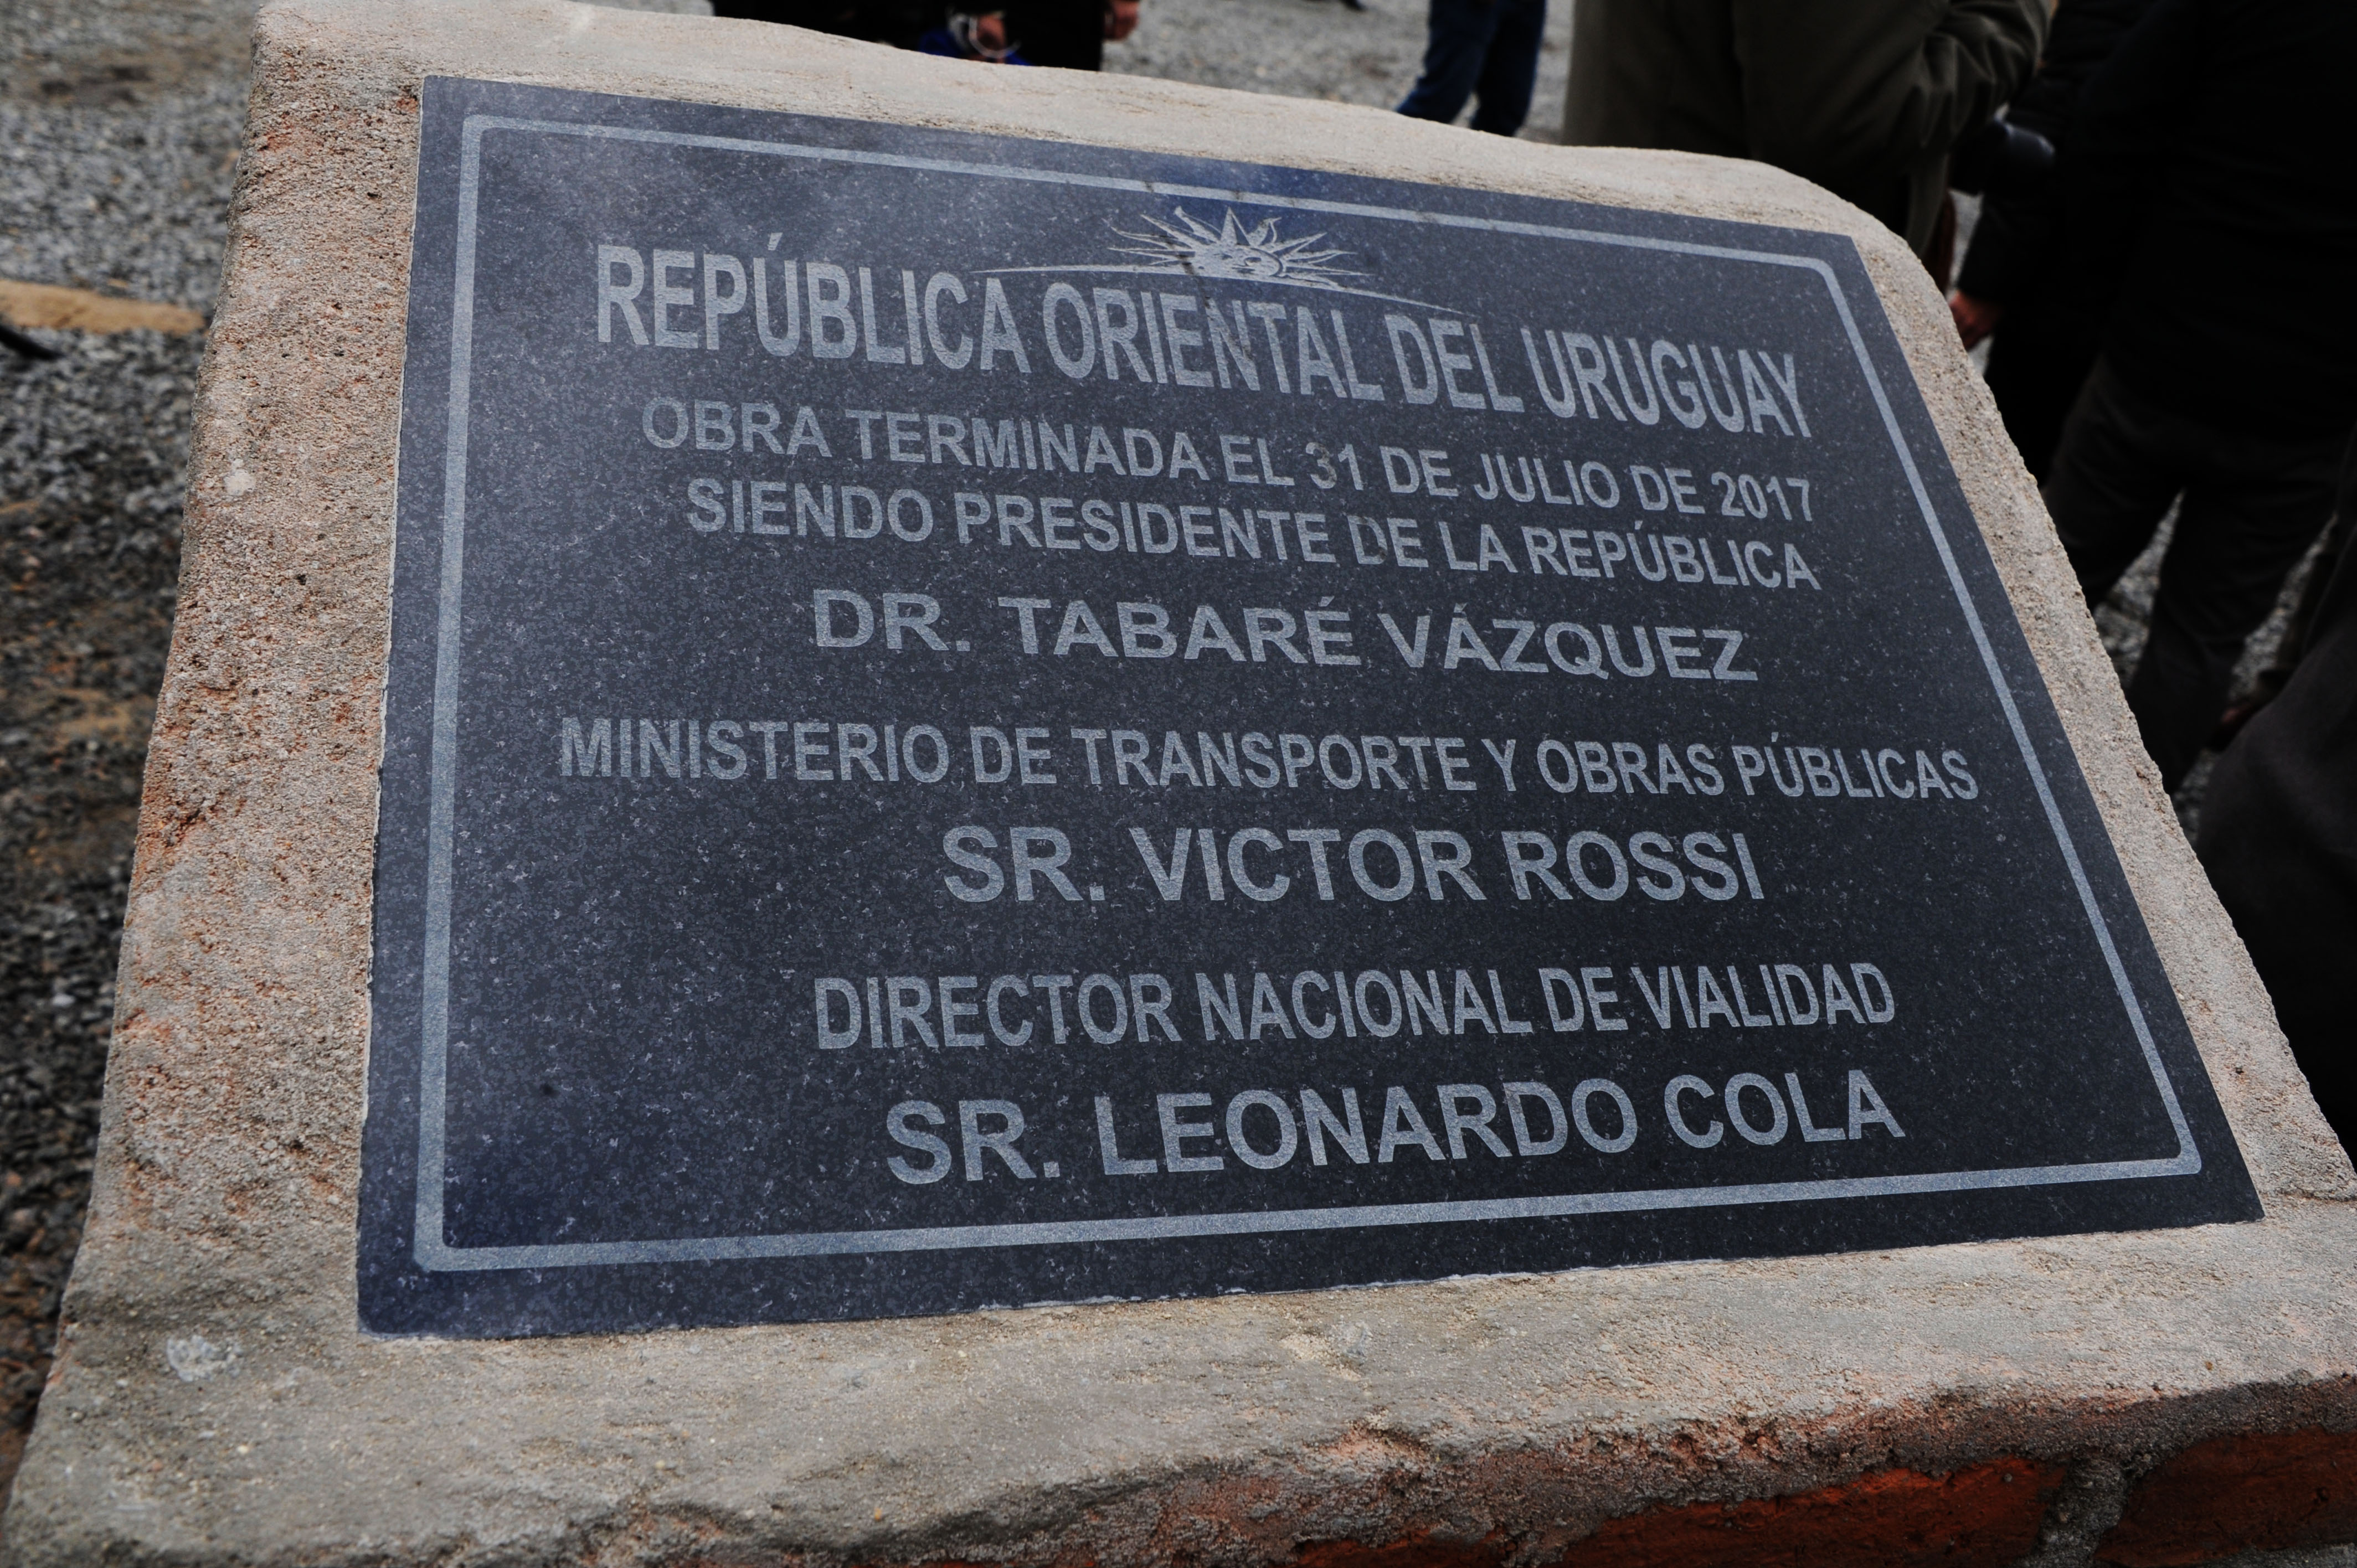 REPÚBLICA ORIENTAL DEL URUGUAY
OBRA TERMINADA EL 31 DE JULIO DE 2017
SIENDO PRESIDENTE DE LA REPÚBLICA
DR. TABARÉ VÁZQUEZ
MINISTERIO DE TRANSPORTE Y OBRAS PÚBLICAS
SR. VICTOR ROSSI
DIRECTOR NACIONAL DE VIALIDAD
SR. LEONARDO COLA